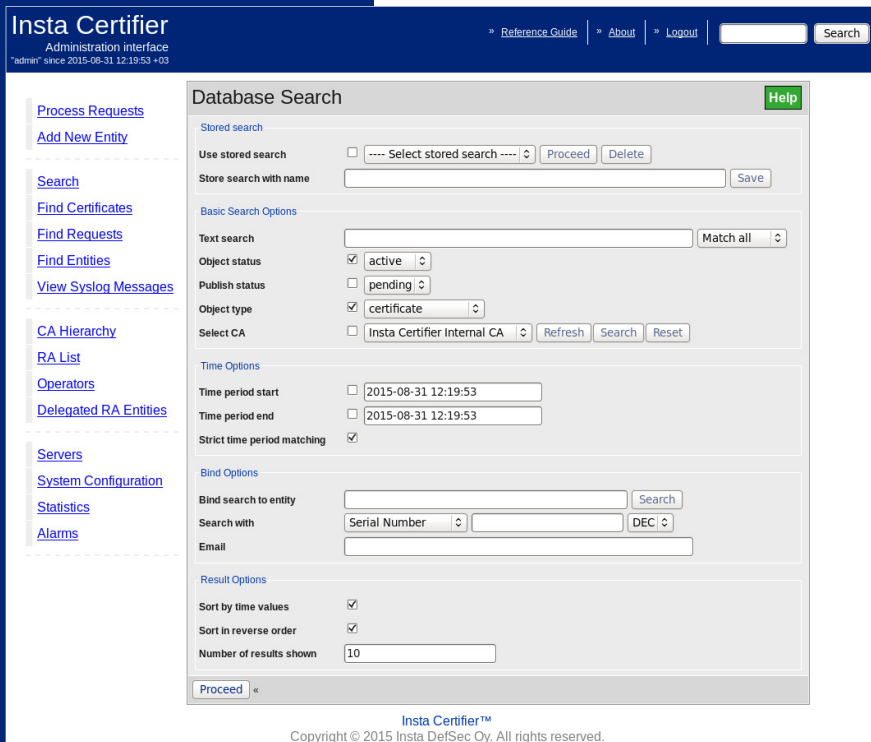 Insta Certifier
Administration interface
"admin" since 2015-08-31 12:19:53 +03
» Reference Guide » About » Logout Search
Process Requests
Add New Entity
Search
Find Certificates
Find Requests
Find Entities
View Syslog Messages
CA Hierarchy
RA List
Operators
Delegated RA Entities
Servers
System Configuration
Statistics
Alarms
Database Search Help
Stored search
Use stored search ---- Select stored search ---- Proceed Delete
Store search with name Save
Basic Search Options
Text search Match all
Object status active
Publish status pending
Object type certificate
Select CA Insta Certifier Internal CA Refresh Search Reset
Time Options
Time period start 2015-08-31 12:19:53
Time period end 2015-08-31 12:19:53
Strict time period matching
Bind Options
Bind search to entity Search
Search with Serial Number DEC
Email
Result Options
Sort by time values
Sort in reverse order
Number of results shown 10
Proceed «
Insta Certifier™
Copyright © 2015 Insta DefSec Oy. All rights reserved.